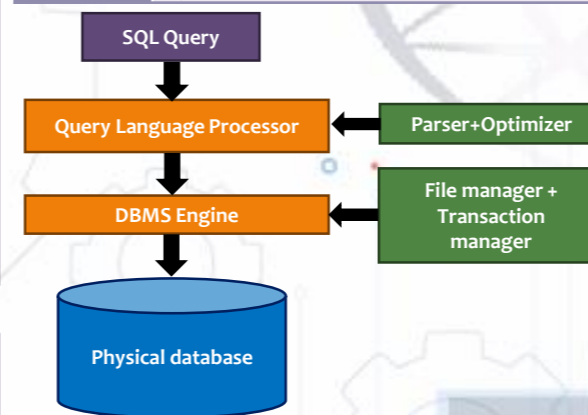 SQL Query
Query Language Processor
Parser+Optimizer
DBMS Engine
File manager +
Transaction
manager
Physical database